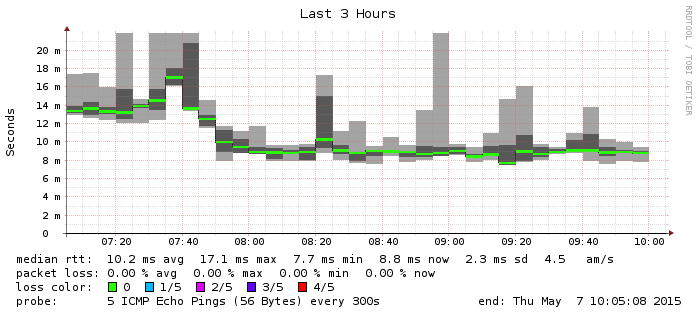 Last 3 Hours
RRDTOOL / TOBI OETIKER
Seconds
20 m
18 m
16 m
14 m
12 m
10 m
8 m
6 m
4 m
2 m
0
07:20 07:40 08:00 08:20 08:40 09:00 09:20 09:40 10:00
median rtt: 10.2 ms avg 17.1 ms max 7.7 ms min 8.8 ms now 2.3 ms sd 4.5 am/s
packet loss: 0.00 % avg 0.00 % max 0.00 % min 0.00 % now
loss color: 0 1/5 2/5 3/5 4/5
probe: 5 ICMP Echo Pings (56 Bytes) every 300s end: Thu May 7 10:05:08 2015